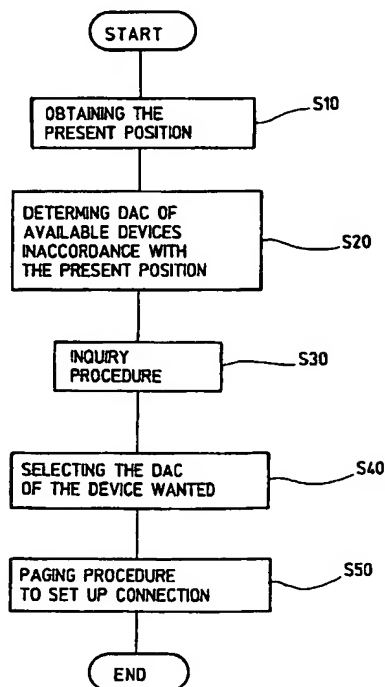 START
OBTAINING THE
PRESENT POSITION
S10
DETERMING DAC OF
AVAILABLE DEVICES
INACCORDANCE WITH
THE PRESENT POSITION
S20
INQUIRY
PROCEDURE
S30
SELECTING THE DAC
OF THE DEVICE WANTED
S40
PAGING PROCEDURE
TO SET UP CONNECTION
S50
END